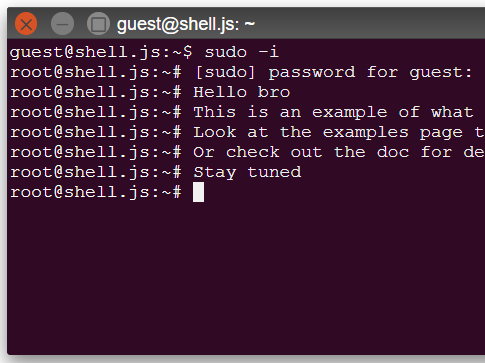 guest@shell.js: ~
guest@shell.js:~$ sudo -i
root@shell.js:~# [sudo] password for guest:
root@shell.js:~# Hello bro
root@shell.js:~# This is an example of what
root@shell.js:~# Look at the examples page t
root@shell.js:~# Or check out the doc for de
root@shell.js:~# Stay tuned
root@shell.js:~#